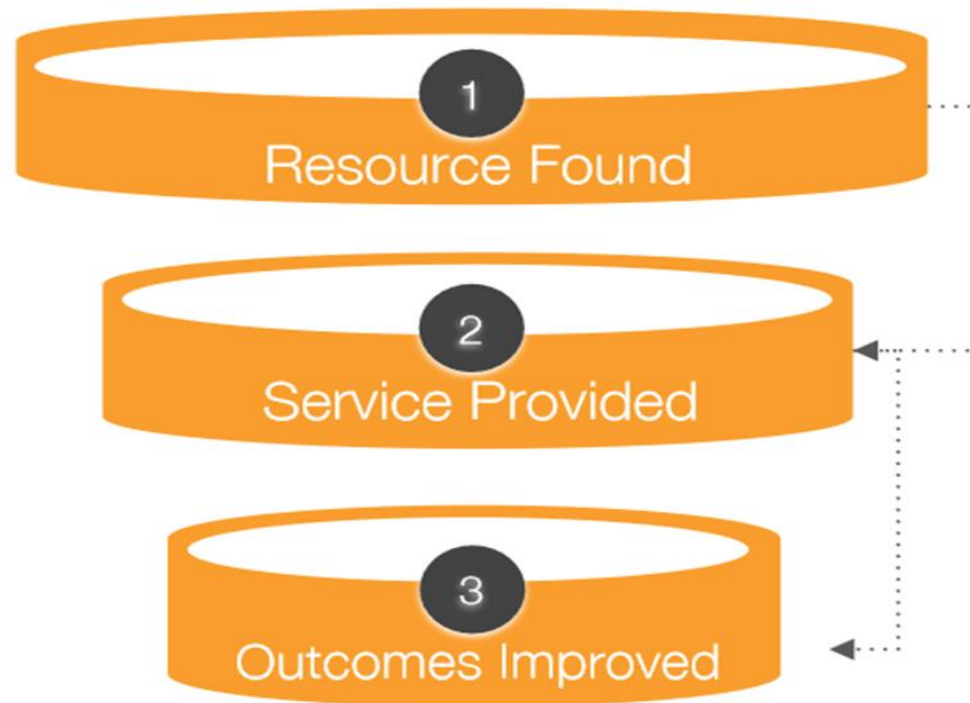 1
Resource Found
2
Service Provided
3
Outcomes Improved